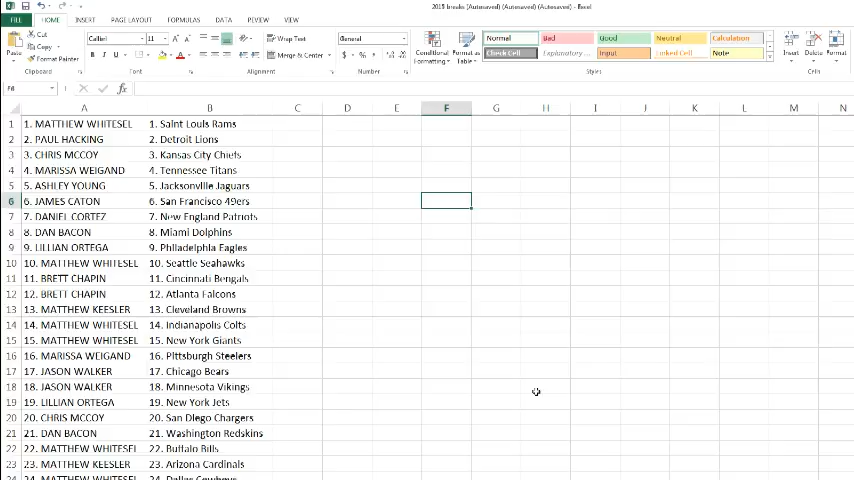 2015 breaks (Autosaved) (Autosaved) (Autosaved) - Excel
FILE HOME INSERT PAGE LAYOUT FORMULAS DATA REVIEW VIEW
Paste Cut Copy Format Painter
Calibri 11 Wrap Text General
B I U Merge & Center $ % ,
Conditional Formatting Format as Table
Normal Bad Good Neutral Calculation
Check Cell Explanatory ... Input Linked Cell Note
Insert Delete Format
Clipboard Font Alignment Number Styles Cells
F6 fx
A B C D E F G H I J K L M N
1 1. MATTHEW WHITESEL 1. Saint Louis Rams
2 2. PAUL HACKING 2. Detroit Lions
3 3. CHRIS MCCOY 3. Kansas City Chiefs
4 4. MARISSA WEIGAND 4. Tennessee Titans
5 5. ASHLEY YOUNG 5. Jacksonville Jaguars
6 6. JAMES CATON 6. San Francisco 49ers
7 7. DANIEL CORTEZ 7. New England Patriots
8 8. DAN BACON 8. Miami Dolphins
9 9. LILLIAN ORTEGA 9. Philadelphia Eagles
10 10. MATTHEW WHITESEL 10. Seattle Seahawks
11 11. BRETT CHAPIN 11. Cincinnati Bengals
12 12. BRETT CHAPIN 12. Atlanta Falcons
13 13. MATTHEW KEESLER 13. Cleveland Browns
14 14. MATTHEW WHITESEL 14. Indianapolis Colts
15 15. MATTHEW WHITESEL 15. New York Giants
16 16. MARISSA WEIGAND 16. Pittsburgh Steelers
17 17. JASON WALKER 17. Chicago Bears
18 18. JASON WALKER 18. Minnesota Vikings
19 19. LILLIAN ORTEGA 19. New York Jets
20 20. CHRIS MCCOY 20. San Diego Chargers
21 21. DAN BACON 21. Washington Redskins
22 22. MATTHEW WHITESEL 22. Buffalo Bills
23 23. MATTHEW KEESLER 23. Arizona Cardinals
24 24. MATTHEW WHITESEL 24. Dallas Cowboys